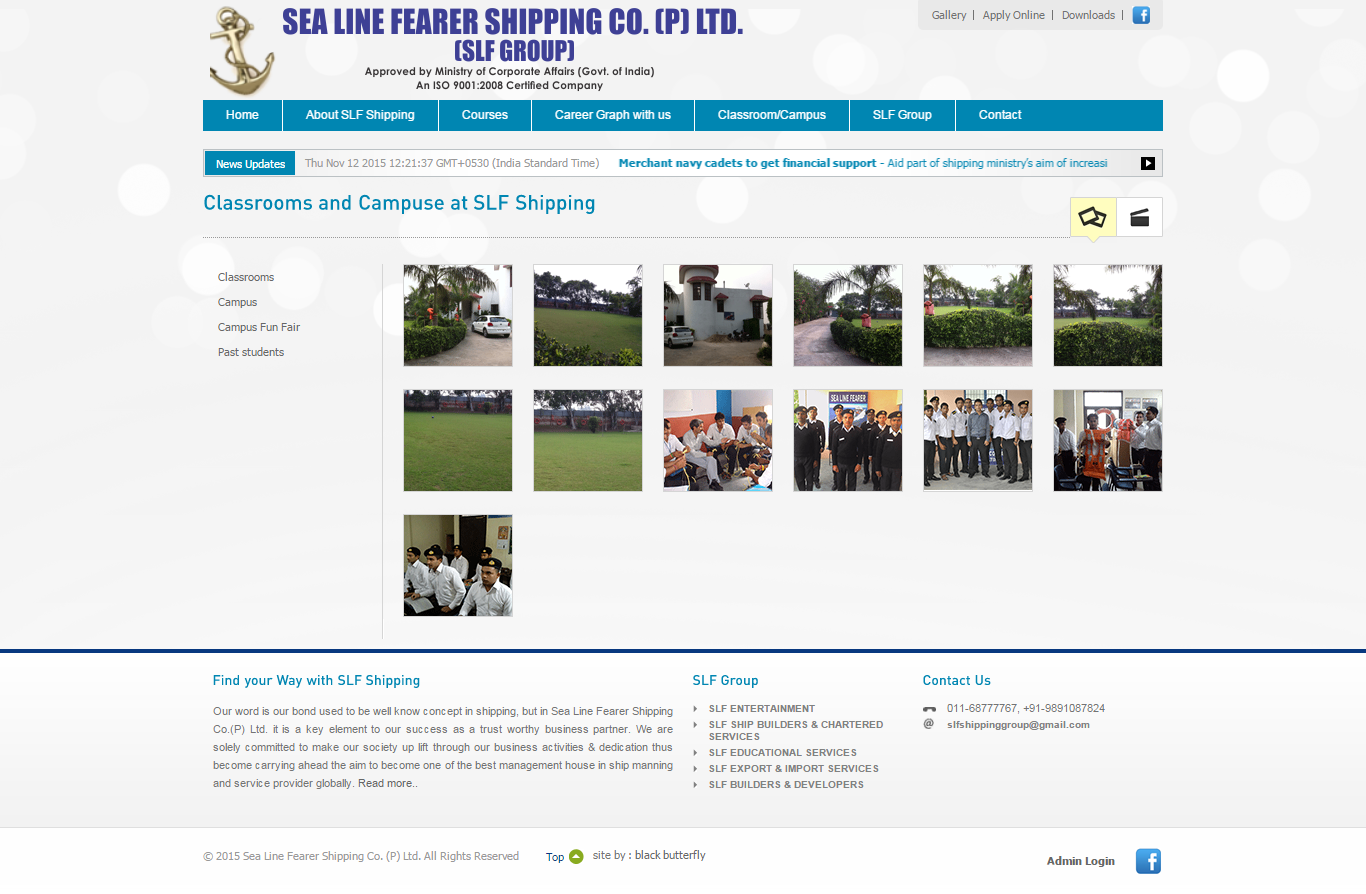 SEA LINE FEARER SHIPPING CO. (P) LTD.
(SLF GROUP)
Approved by Ministry of Corporate Affairs (Govt. of India)
An ISO 9001:2008 Certified Company
Gallery | Apply Online | Downloads |
Home About SLF Shipping Courses Career Graph with us Classroom/Campus SLF Group Contact
News Updates Thu Nov 12 2015 12:21:37 GMT+0530 (India Standard Time) Merchant navy cadets to get financial support - Aid part of shipping ministry's aim of increasi
Classrooms and Campuse at SLF Shipping
Classrooms
Campus
Campus Fun Fair
Past students
SEA LINE FEARER
Find your Way with SLF Shipping
Our word is our bond used to be well know concept in shipping, but in Sea Line Fearer Shipping
Co.(P) Ltd. it is a key element to our success as a trust worthy business partner. We are
solely committed to make our society up lift through our business activities & dedication thus
become carrying ahead the aim to become one of the best management house in ship manning
and service provider globally. Read more..
SLF Group
SLF ENTERTAINMENT
SLF SHIP BUILDERS & CHARTERED
SERVICES
SLF EDUCATIONAL SERVICES
SLF EXPORT & IMPORT SERVICES
SLF BUILDERS & DEVELOPERS
Contact Us
011-68777767, +91-9891087824
@ slfshippinggroup@gmail.com
© 2015 Sea Line Fearer Shipping Co. (P) Ltd. All Rights Reserved Top site by : black butterfly
Admin Login